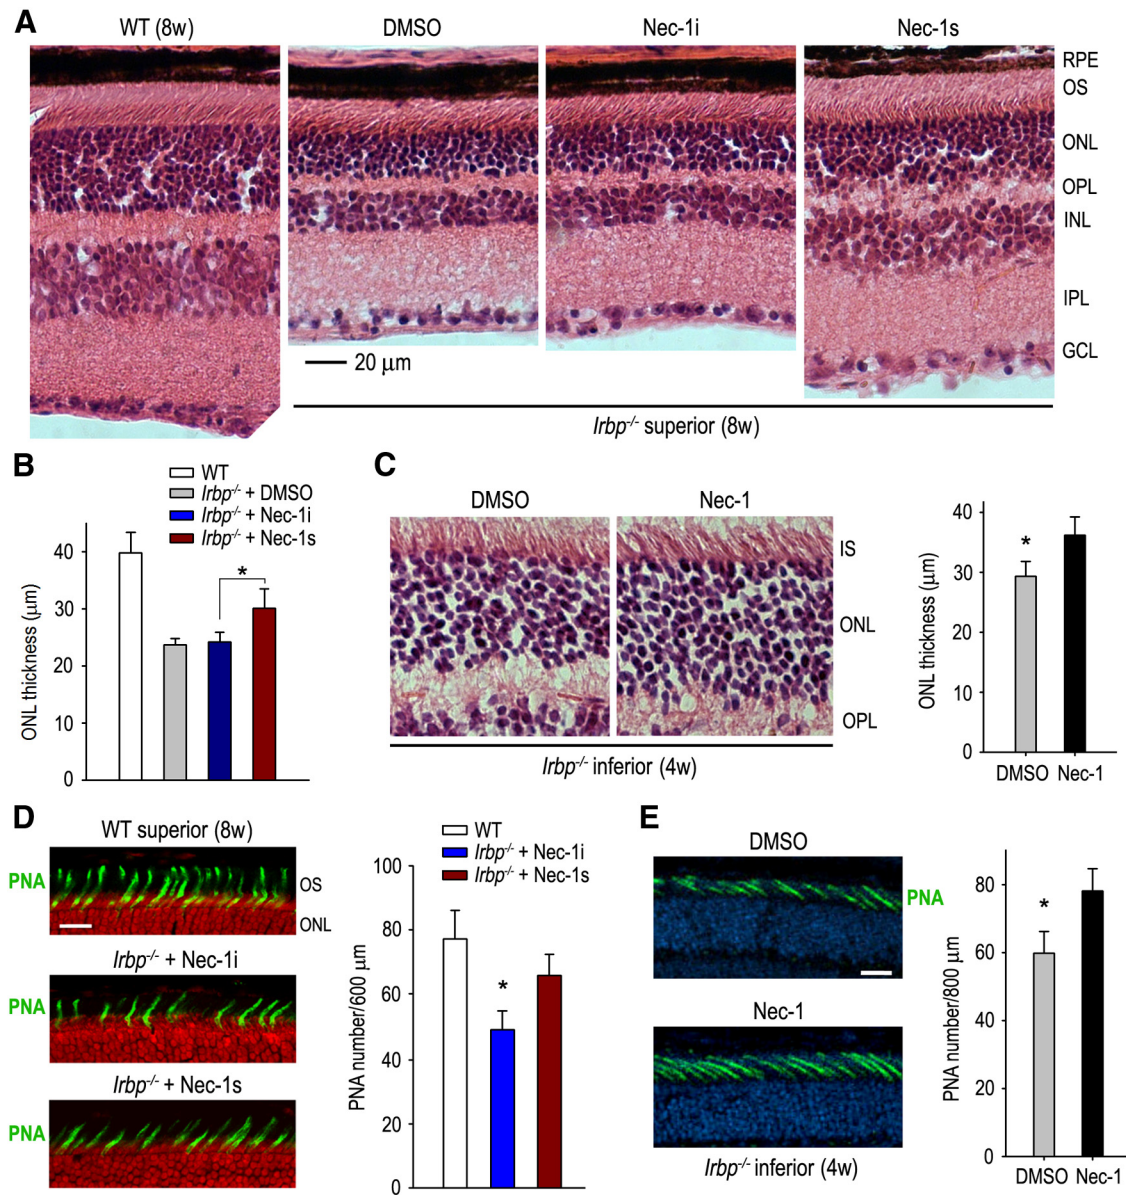 A
WT (8w)
DMSO
Nec-1i
Nec-1s
RPE
OS
ONL
OPL
INL
IPL
GCL
20 μm
Irbp-/- superior (8w)
B
WT
Irbp-/- + DMSO
Irbp-/- + Nec-1i
Irbp-/- + Nec-1s
ONL thickness (μm)
40
30
20
10
0
*
C
DMSO
Nec-1
IS
ONL
OPL
Irbp-/- inferior (4w)
ONL thickness (μm)
40
30
20
10
0
*
DMSO Nec-1
D
WT superior (8w)
PNA
OS
ONL
Irbp-/- + Nec-1i
PNA
Irbp-/- + Nec-1s
PNA
WT
Irbp-/- + Nec-1i
Irbp-/- + Nec-1s
PNA number/600 μm
100
80
60
40
20
0
*
E
DMSO
PNA
Nec-1
Irbp-/- inferior (4w)
PNA number/800 μm
80
60
40
20
0
*
DMSO Nec-1